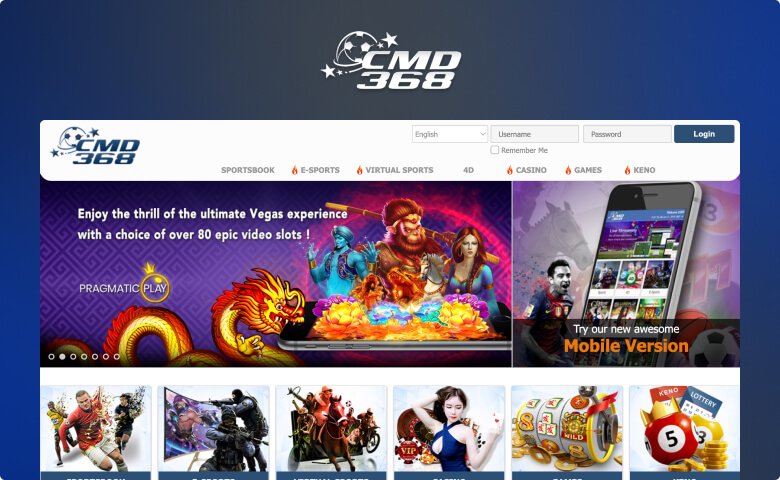 CMD
368
CMD
368
English
Username
Password
Login
Remember Me
SPORTSBOOK
E-SPORTS
VIRTUAL SPORTS
4D
CASINO
GAMES
KENO
Enjoy the thrill of the ultimate Vegas experience
with a choice of over 80 epic video slots !
PRAGMATIC PLAY
CMD
368
Try our new awesome
Mobile Version
VIP
WILD
KENO
LOTTERY
5
3